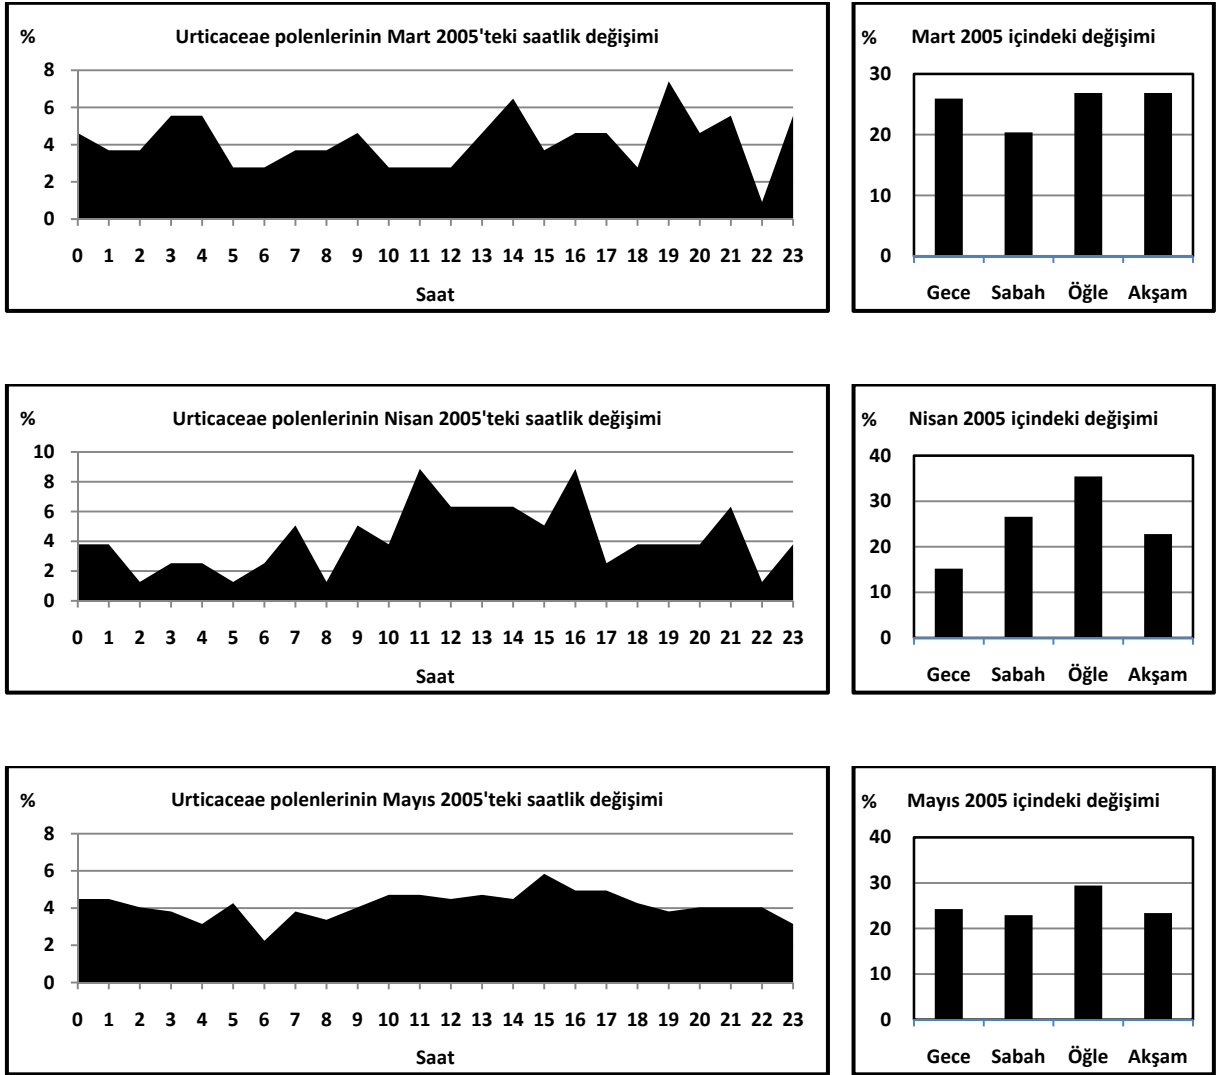 % Urticaceae polenlerinin Mart 2005'teki saatlik değişimi
8
6
4
2
0
0 1 2 3 4 5 6 7 8 9 10 11 12 13 14 15 16 17 18 19 20 21 22 23
Saat
% Mart 2005 içindeki değişimi
30
20
10
0
Gece Sabah Öğle Akşam
% Urticaceae polenlerinin Nisan 2005'teki saatlik değişimi
10
8
6
4
2
0
0 1 2 3 4 5 6 7 8 9 10 11 12 13 14 15 16 17 18 19 20 21 22 23
Saat
% Nisan 2005 içindeki değişimi
40
30
20
10
0
Gece Sabah Öğle Akşam
% Urticaceae polenlerinin Mayıs 2005'teki saatlik değişimi
8
6
4
2
0
0 1 2 3 4 5 6 7 8 9 10 11 12 13 14 15 16 17 18 19 20 21 22 23
Saat
% Mayıs 2005 içindeki değişimi
40
30
20
10
0
Gece Sabah Öğle Akşam